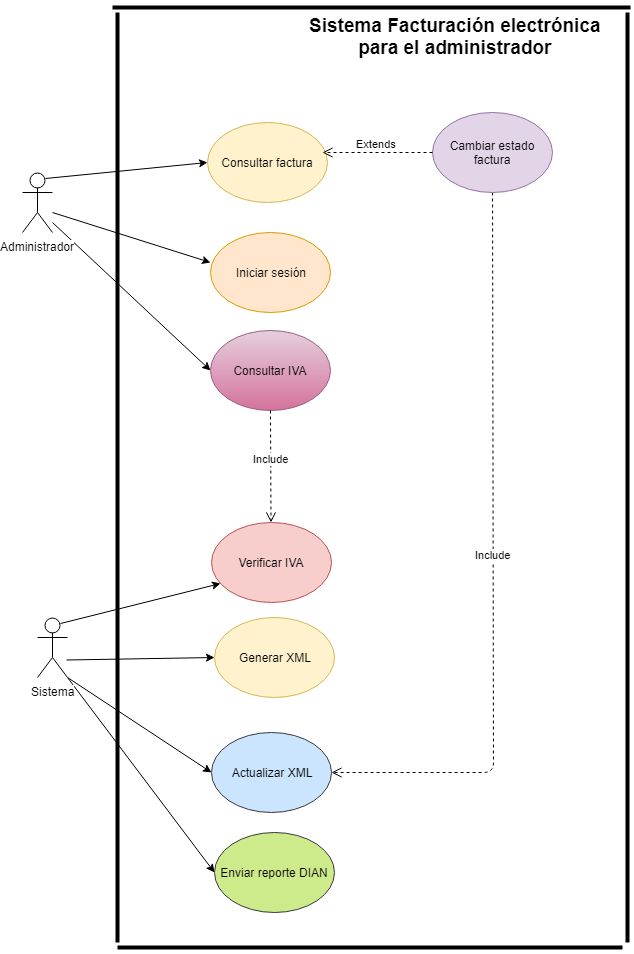 Sistema Facturación electrónica
para el administrador
Consultar factura
Extends
Cambiar estado
factura
Administrador
Iniciar sesión
Consultar IVA
Include
Include
Verificar IVA
Generar XML
Sistema
Actualizar XML
Enviar reporte DIAN